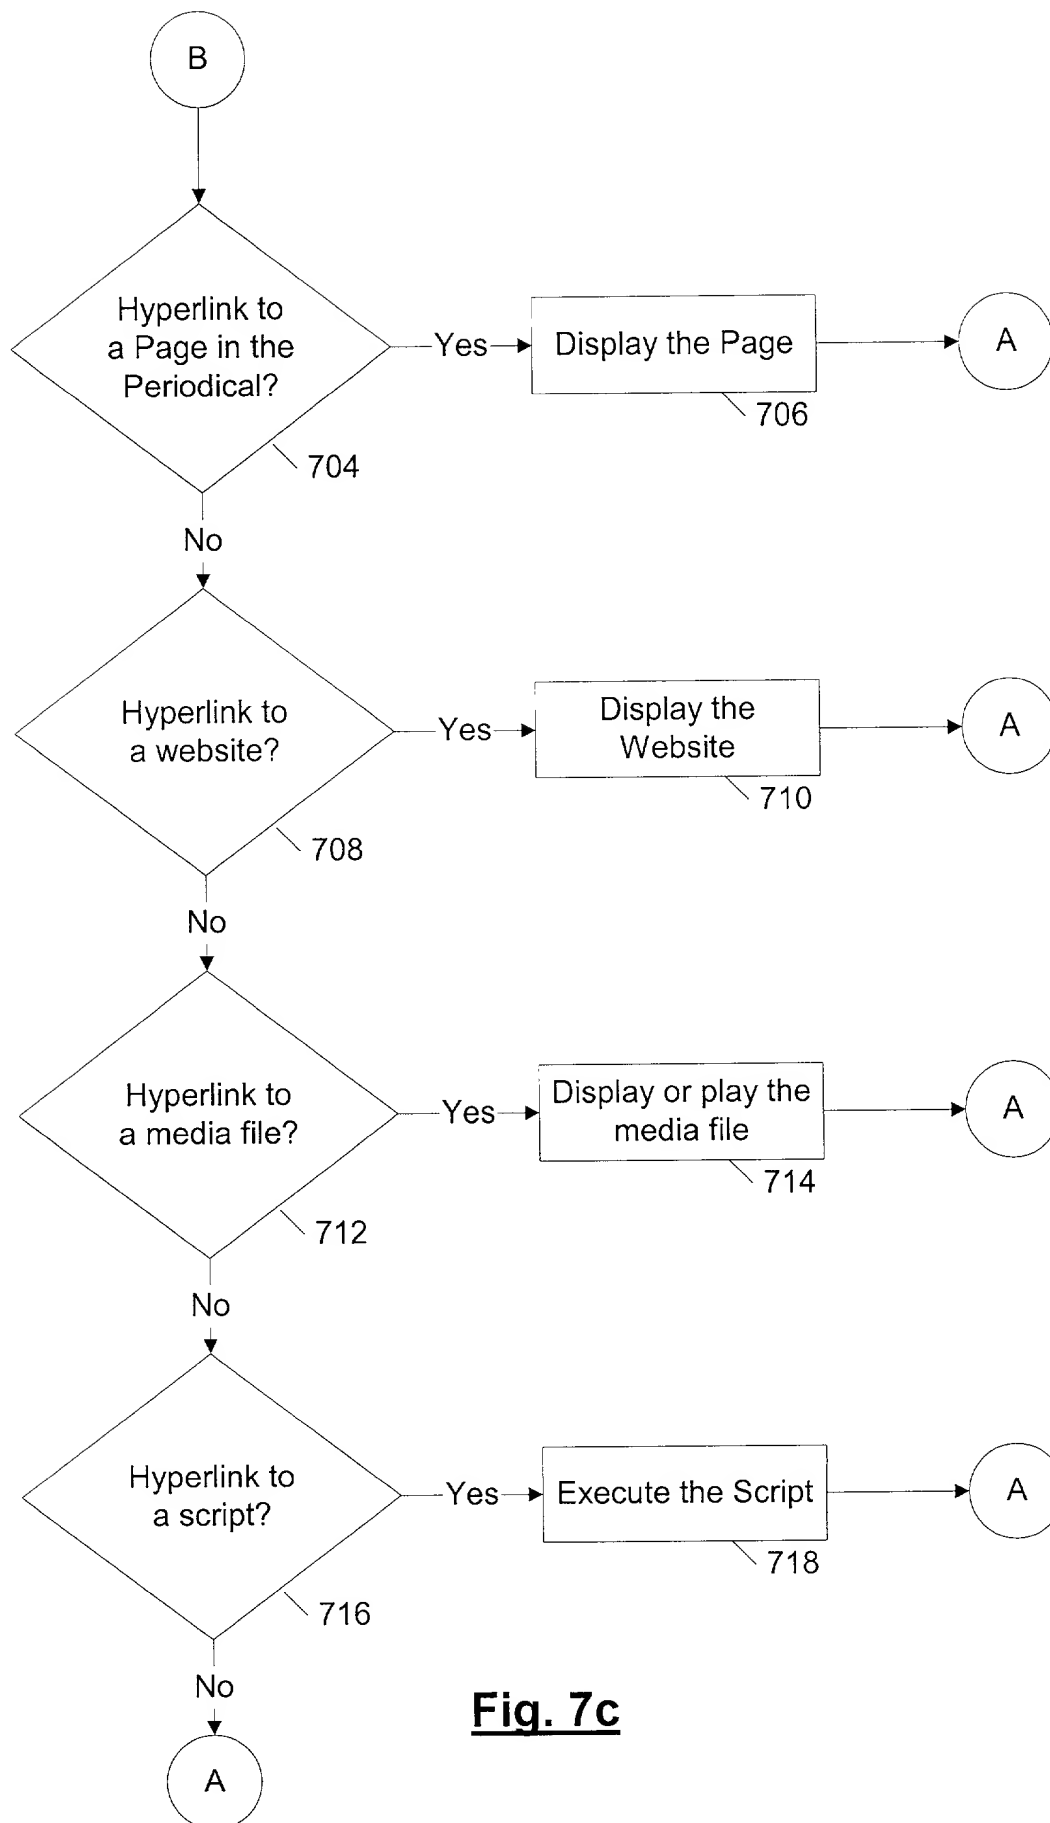 B
Hyperlink to
a Page in the
Periodical?
Yes
Display the Page
A
706
704
No
Hyperlink to
a website?
Yes
Display the
Website
A
710
708
No
Hyperlink to
a media file?
Yes
Display or play the
media file
A
714
712
No
Hyperlink to
a script?
Yes
Execute the Script
A
718
716
No
A
Fig. 7c